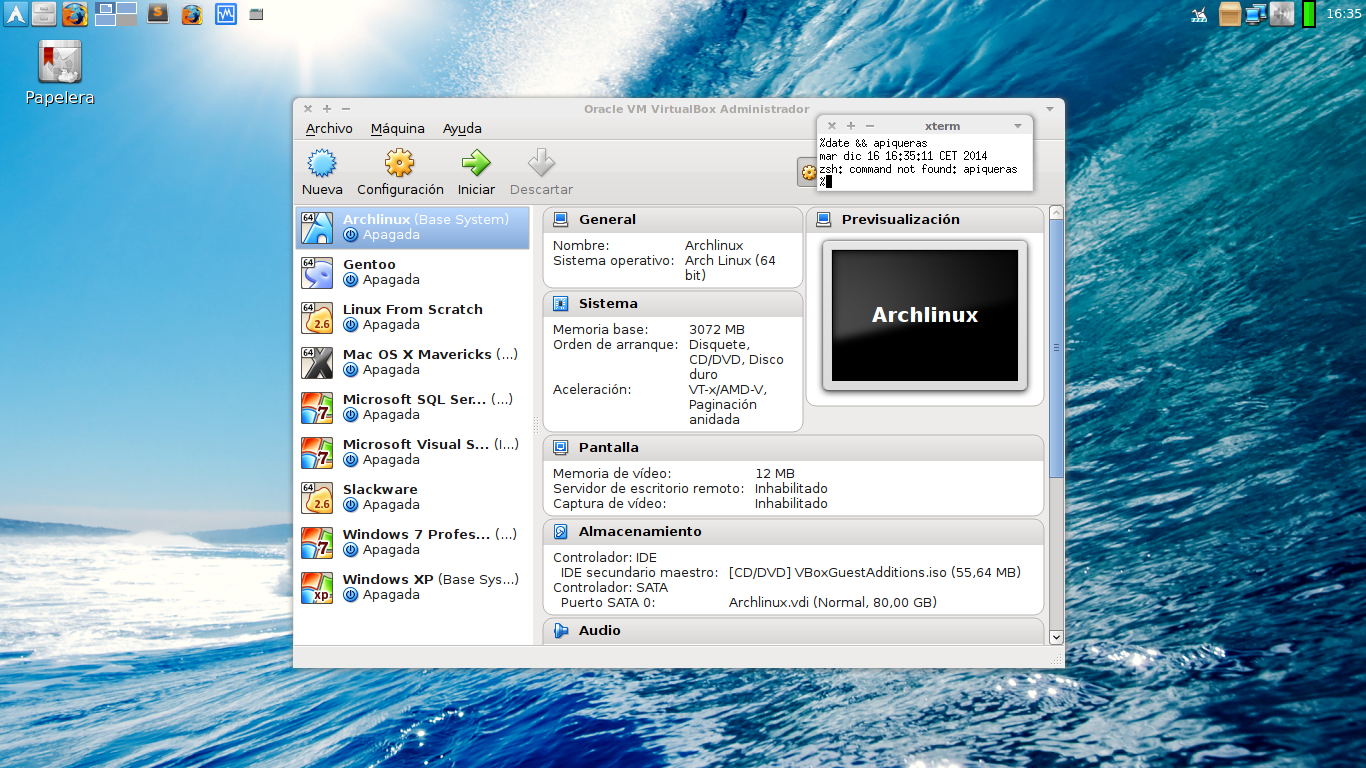 16:35
Papelera
Oracle VM VirtualBox Administrador
Archivo Máquina Ayuda
Nueva Configuración Iniciar Descartar
xterm
%date && apiqueras
mar dic 16 16:35:11 CET 2014
zsh: command not found: apiqueras
%
64
Archlinux (Base System)
Apagada
64
Gentoo
Apagada
64
2.6
Linux From Scratch
Apagada
64
Mac OS X Mavericks (...)
Apagada
7
Microsoft SQL Ser... (...)
Apagada
7
Microsoft Visual S... (I...)
Apagada
64
2.6
Slackware
Apagada
7
Windows 7 Profes... (...)
Apagada
xp
Windows XP (Base Sys...)
Apagada
General
Nombre: Archlinux
Sistema operativo: Arch Linux (64
bit)
Sistema
Memoria base: 3072 MB
Orden de arranque: Disquete,
CD/DVD, Disco
duro
Aceleración: VT-x/AMD-V,
Paginación
anidada
Previsualización
Archlinux
Pantalla
Memoria de vídeo: 12 MB
Servidor de escritorio remoto: Inhabilitado
Captura de vídeo: Inhabilitado
Almacenamiento
Controlador: IDE
IDE secundario maestro: [CD/DVD] VBoxGuestAdditions.iso (55,64 MB)
Controlador: SATA
Puerto SATA 0: Archlinux.vdi (Normal, 80,00 GB)
Audio